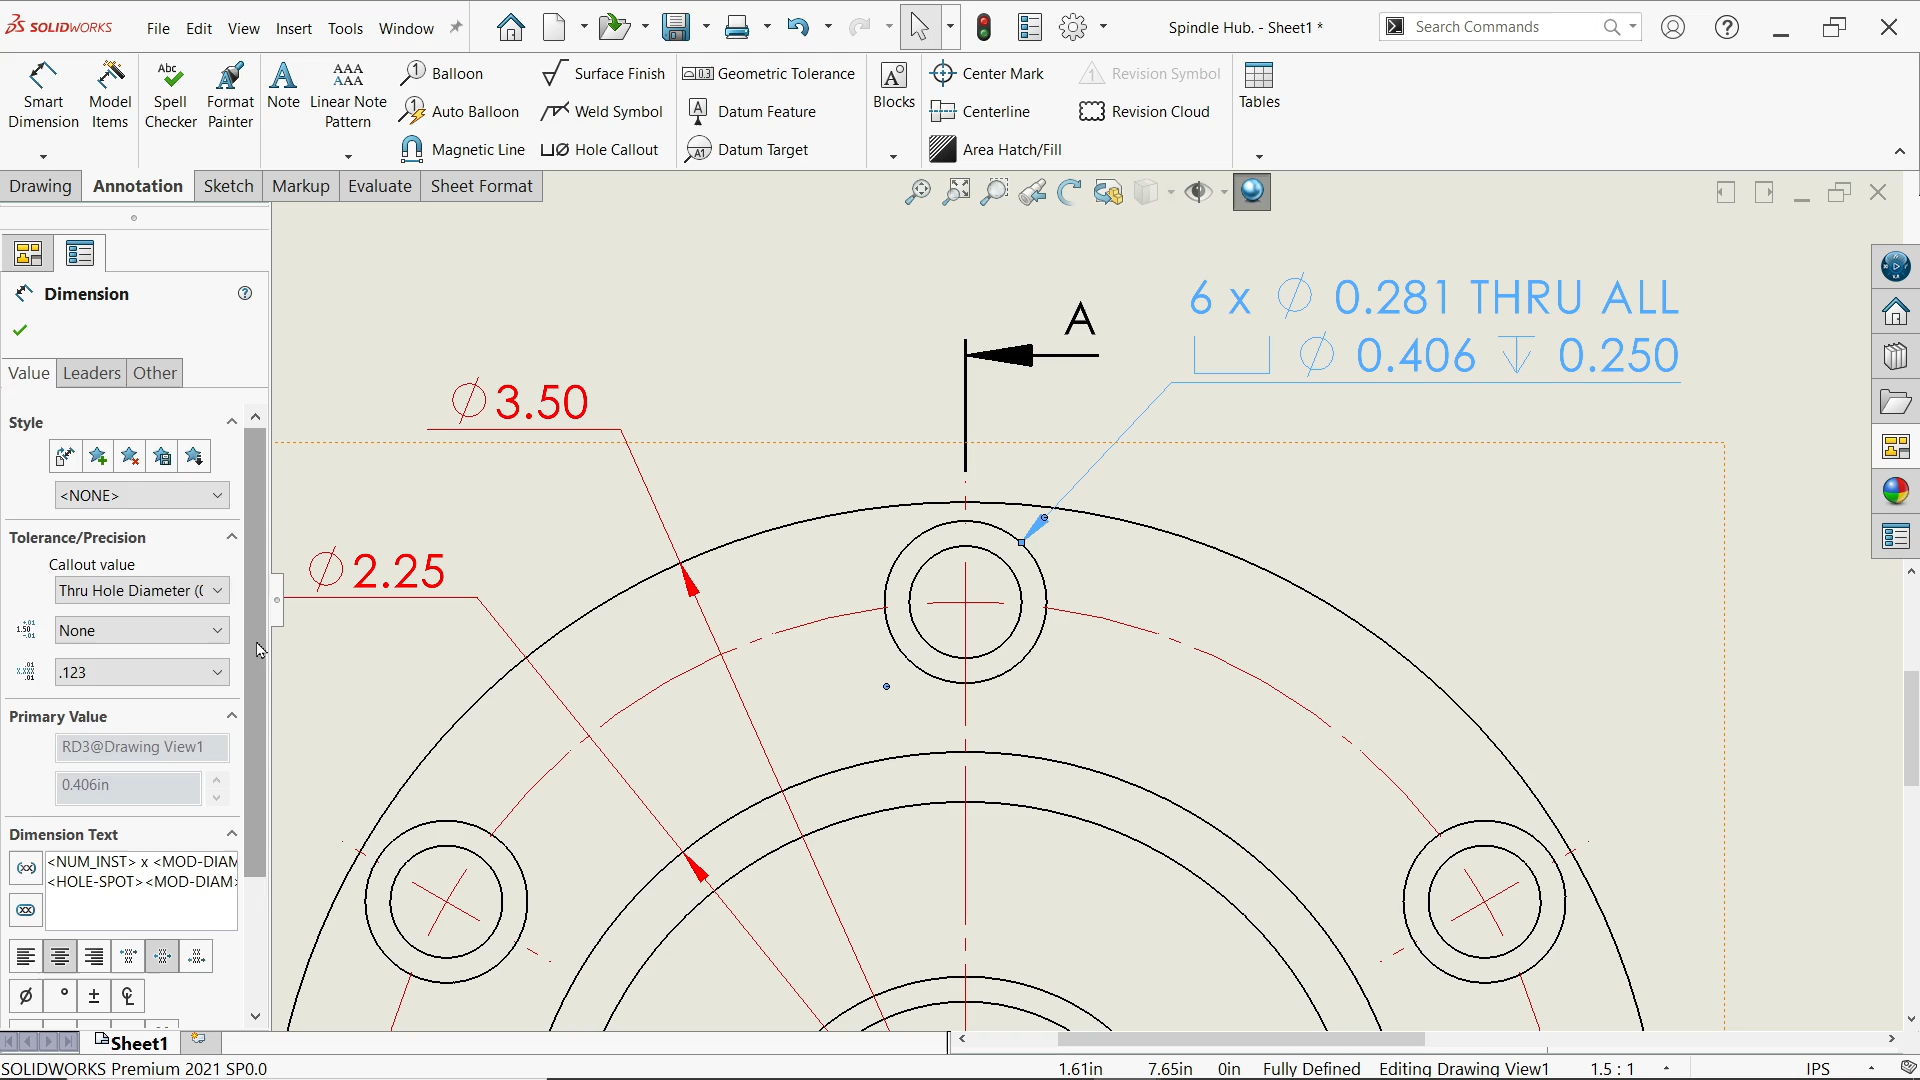 SOLIDWORKS
File Edit View Insert Tools Window
Spindle Hub. - Sheet1 *
Search Commands
Smart Dimension
Model Items
Spell Checker
Format Painter
Note
Linear Note Pattern
Balloon
Auto Balloon
Magnetic Line
Surface Finish
Weld Symbol
Hole Callout
Geometric Tolerance
Datum Feature
Datum Target
Blocks
Center Mark
Centerline
Area Hatch/Fill
Revision Symbol
Revision Cloud
Tables
Drawing Annotation Sketch Markup Evaluate Sheet Format
Dimension
Value Leaders Other
Style
<NONE>
Tolerance/Precision
Callout value
Thru Hole Diameter ((
None
.123
Primary Value
RD3@Drawing View1
0.406in
Dimension Text
<NUM_INST> x <MOD-DIAM
<HOLE-SPOT><MOD-DIAM>
A
6 x ∅ 0.281 THRU ALL
⌴ ∅ 0.406 ↧ 0.250
∅ 3.50
∅ 2.25
Sheet1
SOLIDWORKS Premium 2021 SP0.0
1.61in 7.65in 0in Fully Defined Editing Drawing View1 1.5 : 1 IPS